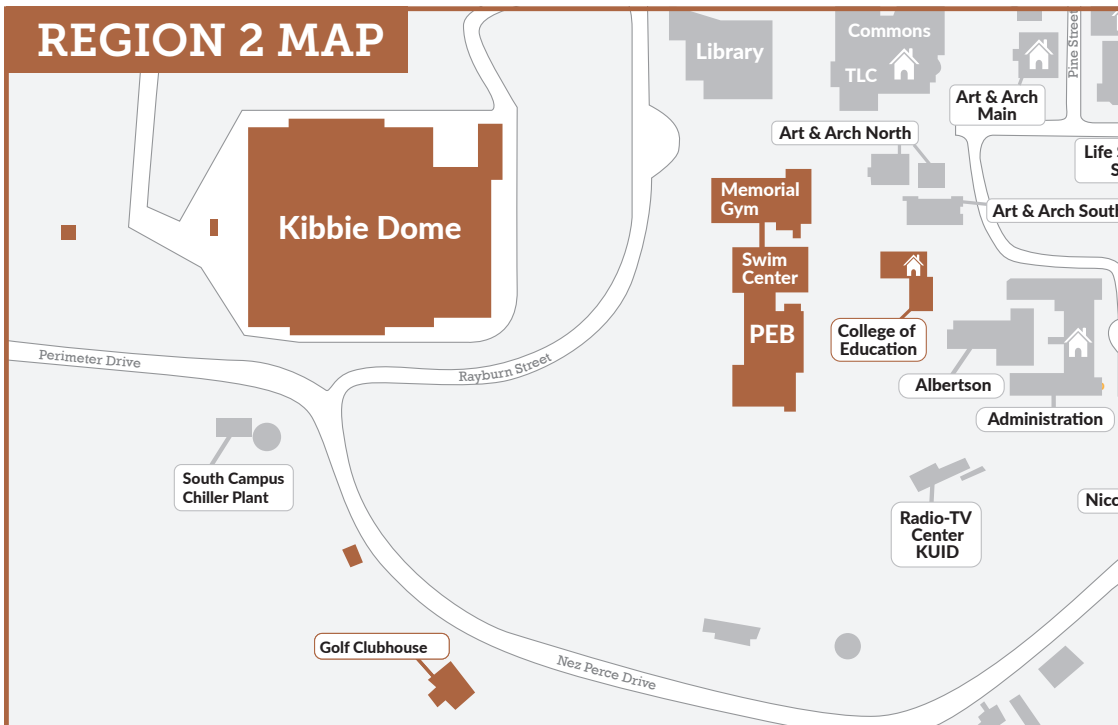 REGION 2 MAP
Library
Commons
TLC
Pine Street
Art & Arch
Main
Art & Arch North
Life
Memorial
Gym
Art & Arch South
Kibbie Dome
Swim
Center
PEB
College of
Education
Perimeter Drive
Rayburn Street
Albertson
Administration
South Campus
Chiller Plant
Radio-TV
Center
KUID
Golf Clubhouse
Nez Perce Drive